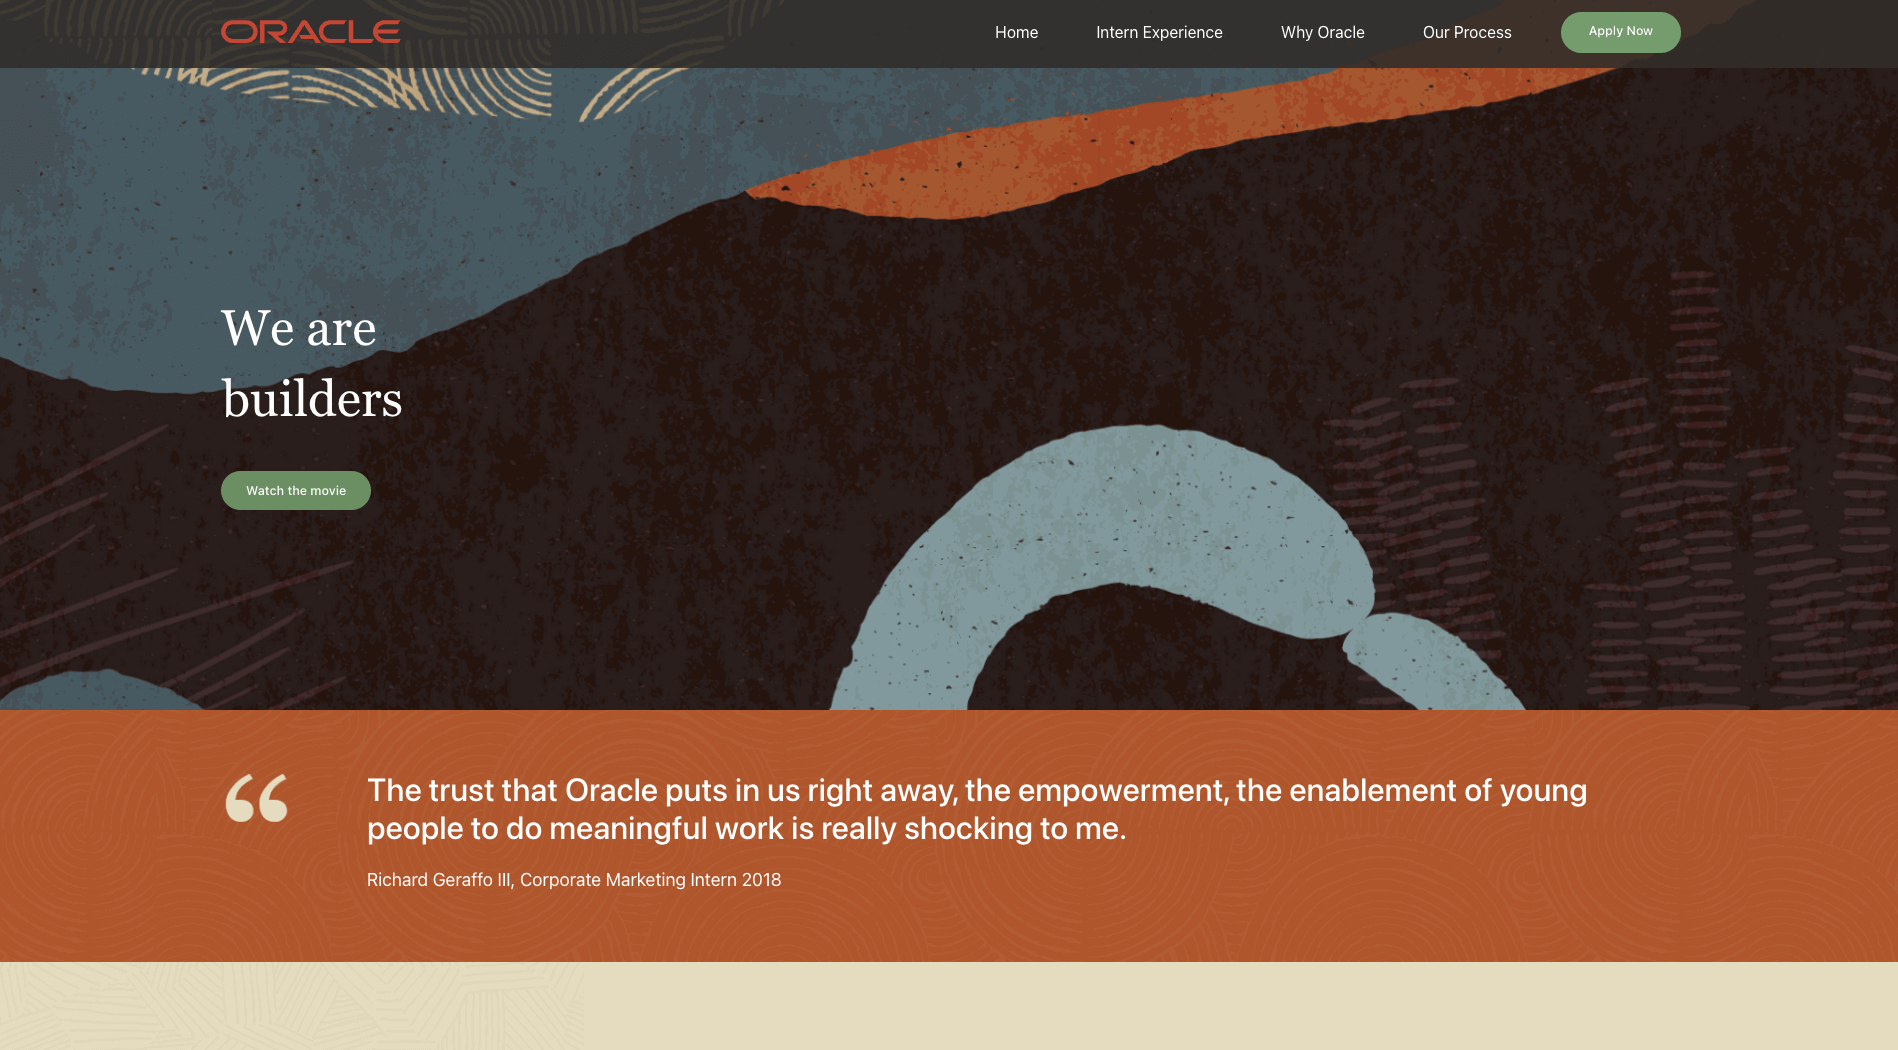 ORACLE
Home
Intern Experience
Why Oracle
Our Process
Apply Now
We are
builders
Watch the movie
“
The trust that Oracle puts in us right away, the empowerment, the enablement of young
people to do meaningful work is really shocking to me.
Richard Geraffo III, Corporate Marketing Intern 2018